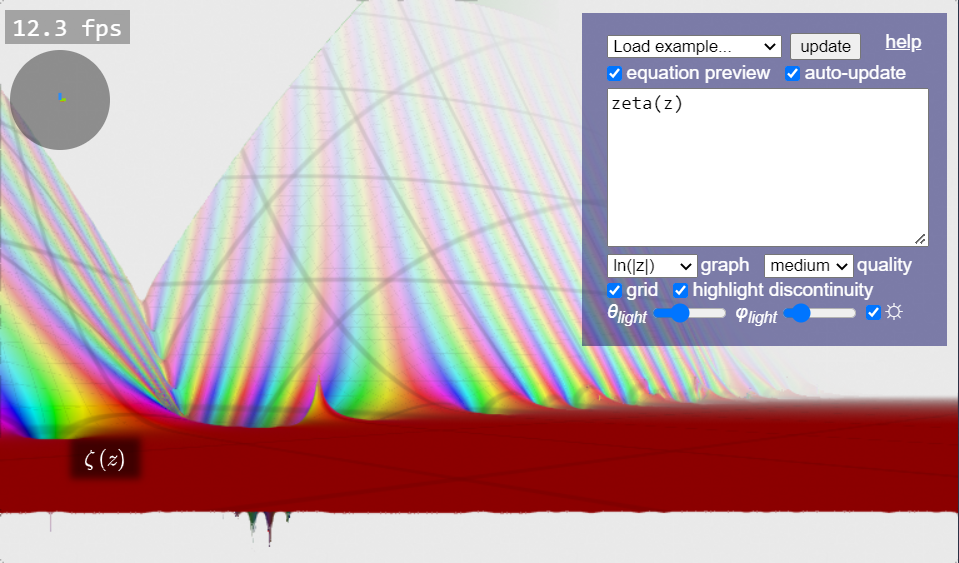 12.3 fps
Load example... update help
equation preview auto-update
zeta(z)
ln(|z|) graph medium quality
grid highlight discontinuity
θlight φlight
ζ(z)